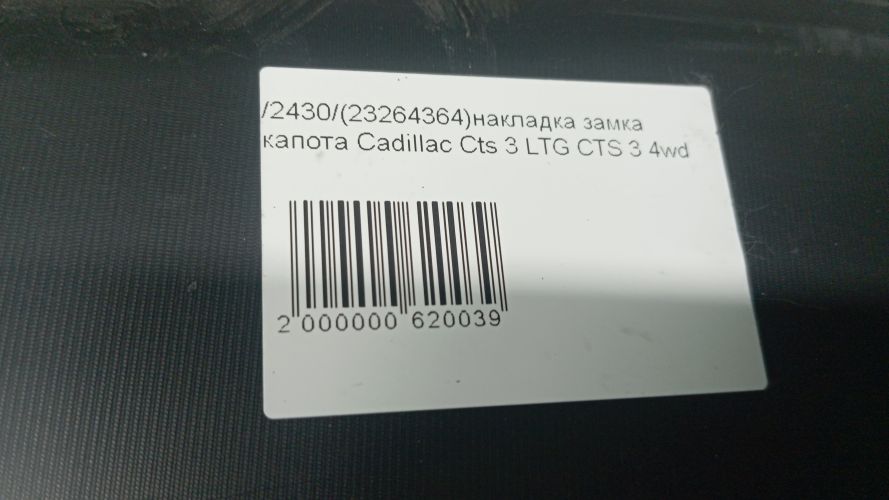 /2430/(23264364)накладка замка
капота Cadillac Cts 3 LTG CTS 3 4wd
2 000000 620039